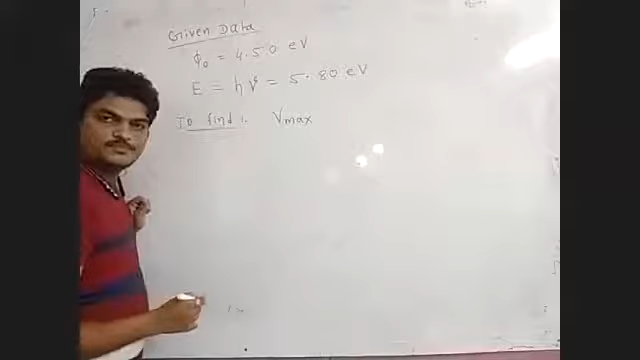 Given Data
ϕ₀ = 4.50 eV
E = hν = 5.80 eV
To find :. Vmax